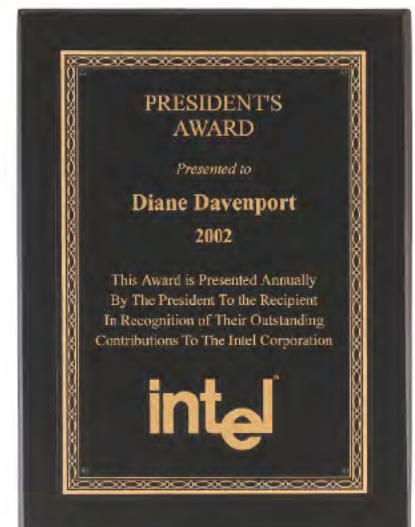 PRESIDENT'S
AWARD
Presented to
Diane Davenport
2002
This Award is Presented Annually
By The President To the Recipient
In Recognition of Their Outstanding
Contributions To The Intel Corporation
intel™